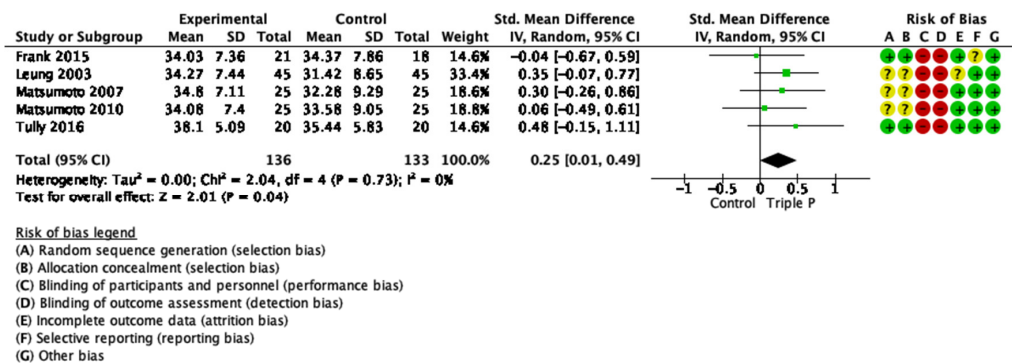 Experimental Control Std. Mean Difference Std. Mean Difference Risk of Bias
Study or Subgroup Mean SD Total Mean SD Total Weight IV, Random, 95% CI IV, Random, 95% CI A B C D E F G
Frank 2015 34.03 7.36 21 34.37 7.86 18 14.6% -0.04 [-0.67, 0.59] + + - - + ? +
Leung 2003 34.27 7.44 45 31.42 8.65 45 33.4% 0.35 [-0.07, 0.77] ? ? - - ? + +
Matsumoto 2007 34.8 7.11 25 32.28 9.29 25 18.6% 0.30 [-0.26, 0.86] ? ? - - + + +
Matsumoto 2010 34.08 7.4 25 33.58 9.05 25 18.8% 0.06 [-0.49, 0.61] ? ? - - + + +
Tully 2016 38.1 5.09 20 35.44 5.83 20 14.6% 0.48 [-0.15, 1.11] + + - - + + +
Total (95% CI) 136 133 100.0% 0.25 [0.01, 0.49]
Heterogeneity: Tau² = 0.00; Chi² = 2.04, df = 4 (P = 0.73); I² = 0%
Test for overall effect: Z = 2.01 (P = 0.04)
-1 -0.5 0 0.5 1
Control Triple P
Risk of bias legend
(A) Random sequence generation (selection bias)
(B) Allocation concealment (selection bias)
(C) Blinding of participants and personnel (performance bias)
(D) Blinding of outcome assessment (detection bias)
(E) Incomplete outcome data (attrition bias)
(F) Selective reporting (reporting bias)
(G) Other bias